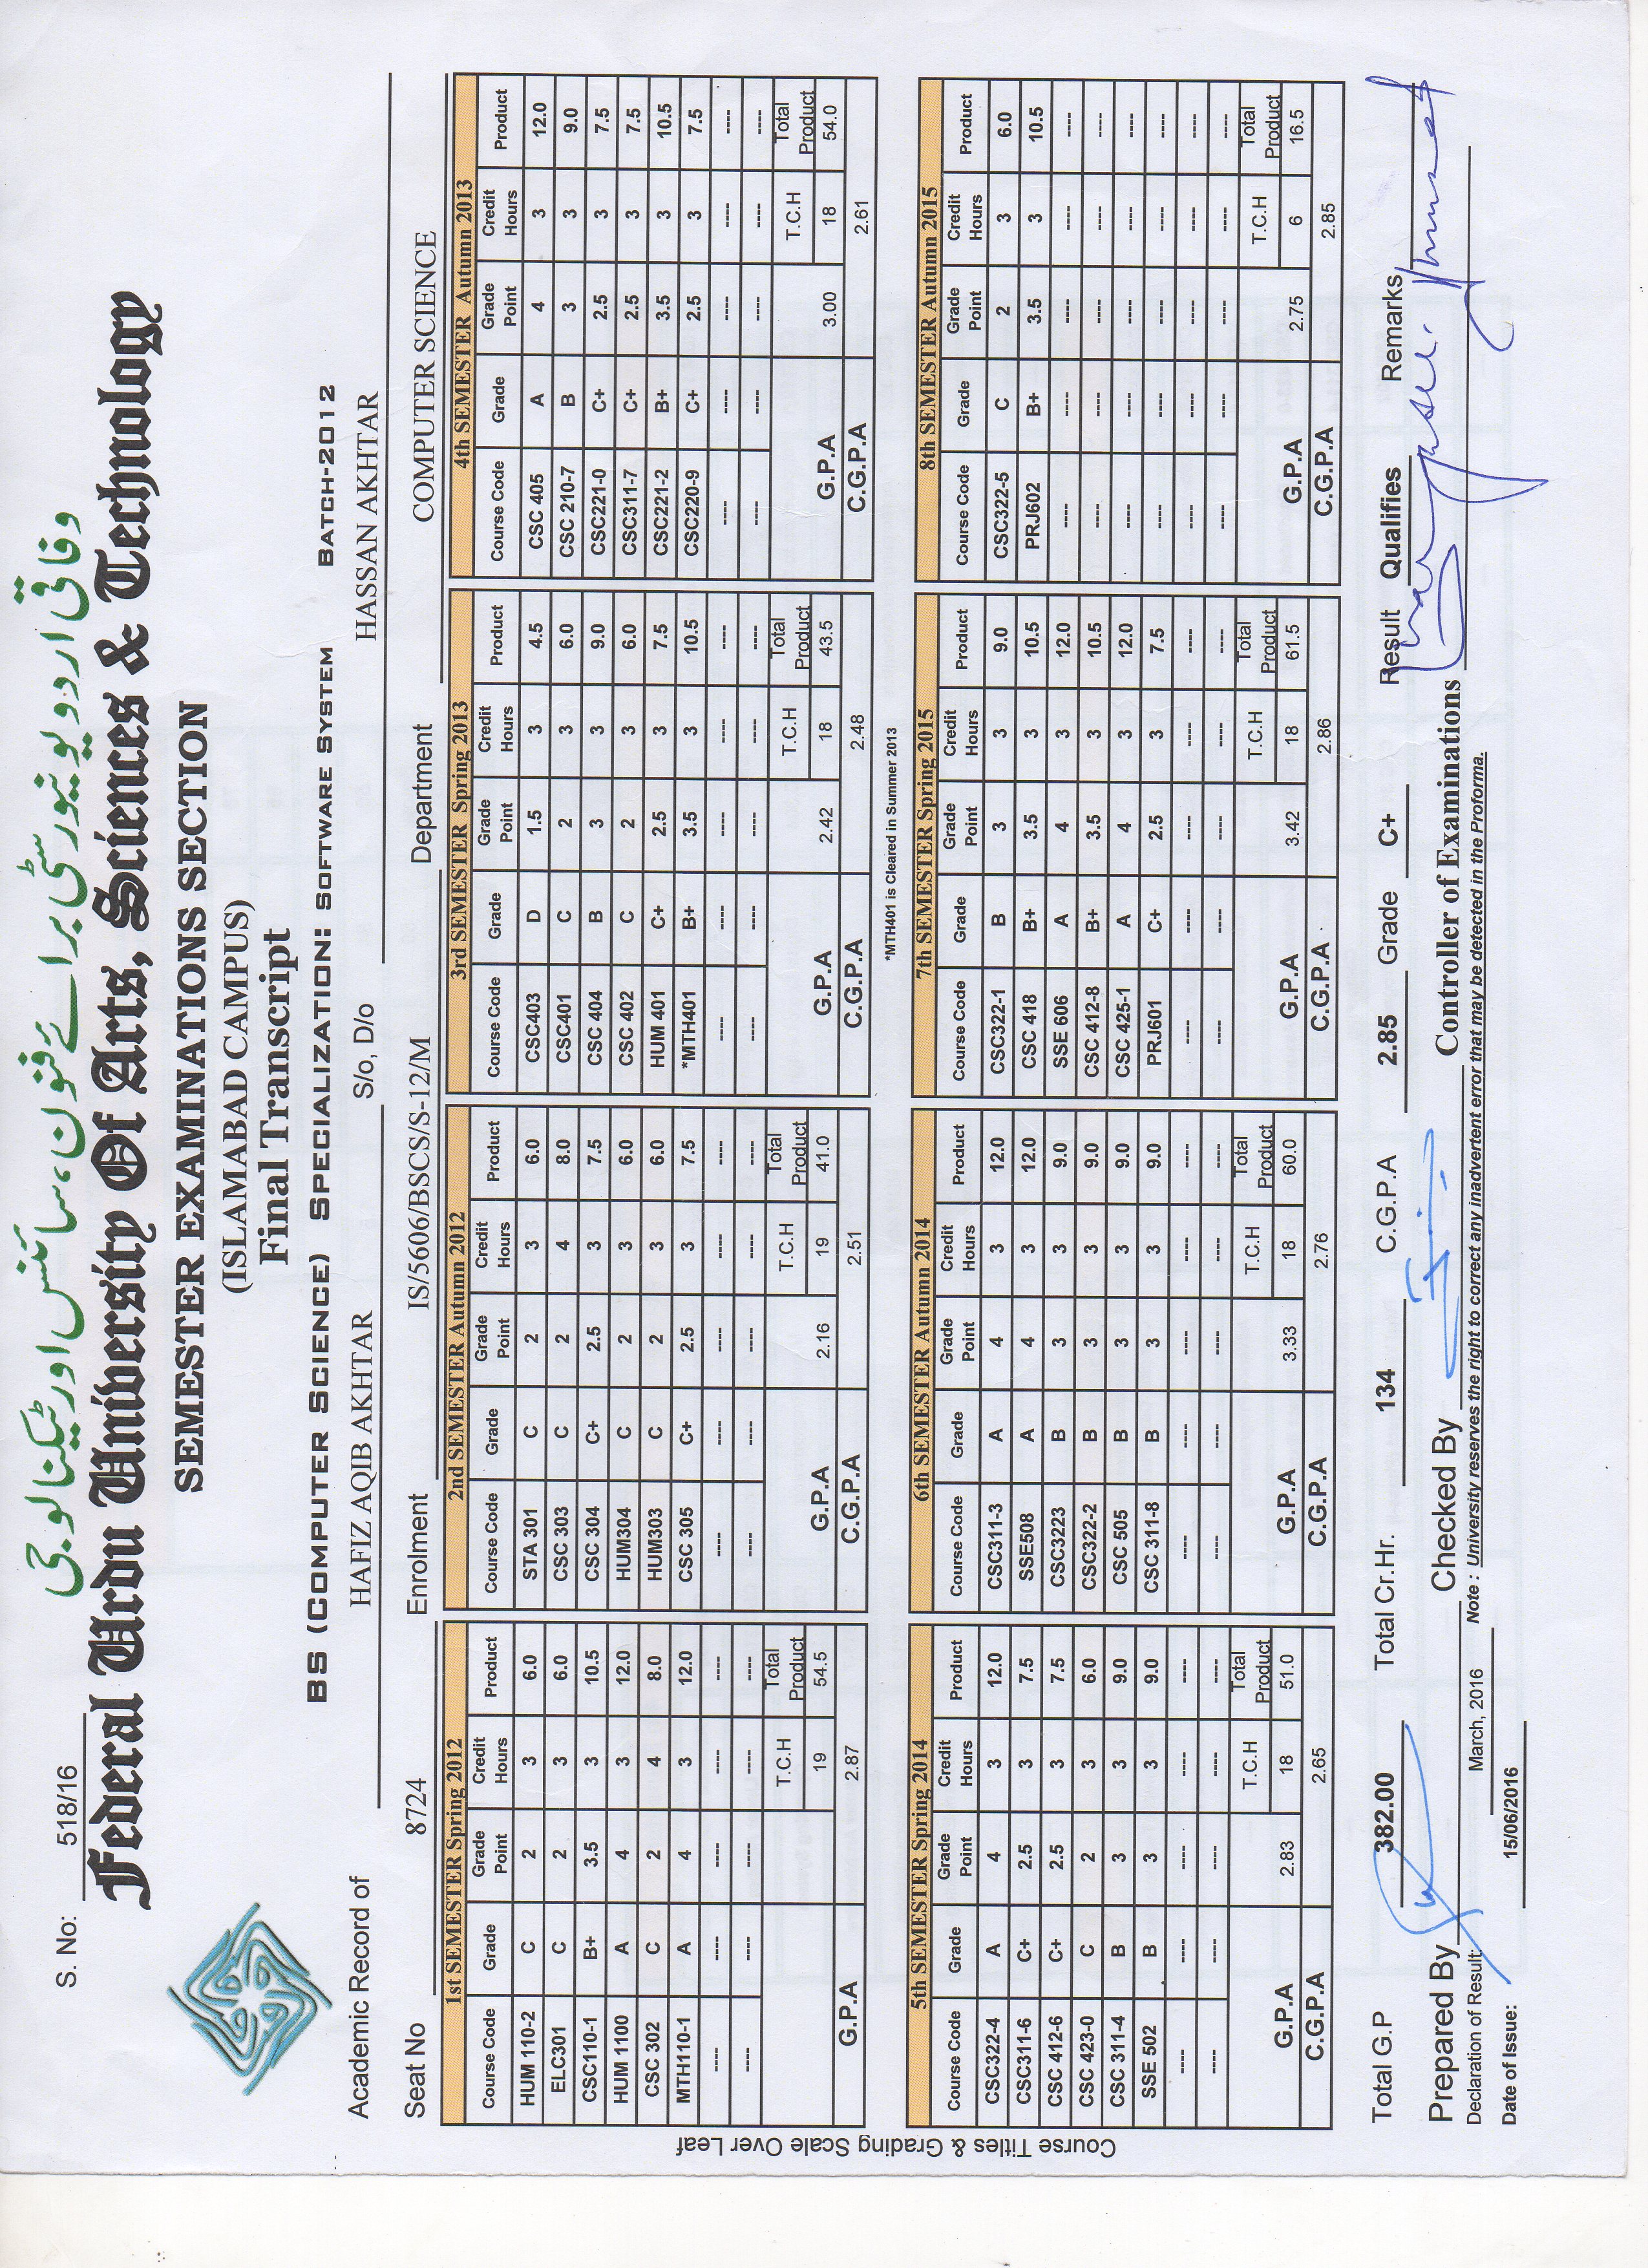 S. No: 518/16
وفاقی اردو یونیورسٹی برائے فنون، سائنس اور ٹیکنالوجی
Federal Urdu University Of Arts, Sciences & Technology
SEMESTER EXAMINATIONS SECTION
(ISLAMABAD CAMPUS)
Final Transcript
BS (COMPUTER SCIENCE) SPECIALIZATION: SOFTWARE SYSTEM BATCH-2012
Academic Record of HAFIZ AQIB AKHTAR S/o, D/o HASSAN AKHTAR
Seat No 8724 Enrolment IS/5606/BSCS/S-12/M Department COMPUTER SCIENCE
Course Titles & Grading Scale Over Leaf
1st SEMESTER Spring 2012
Course Code Grade Grade Point Credit Hours Product
HUM 110-2 C 2 3 6.0
ELC301 C 2 3 6.0
CSC110-1 B+ 3.5 3 10.5
HUM 1100 A 4 3 12.0
CSC 302 C 2 4 8.0
MTH110-1 A 4 3 12.0
---- ---- ---- ---- ----
---- ---- ---- ---- ----
T.C.H Total Product
19 54.5
G.P.A 2.87
2nd SEMESTER Autumn 2012
Course Code Grade Grade Point Credit Hours Product
STA 301 C 2 3 6.0
CSC 303 C 2 4 8.0
CSC 304 C+ 2.5 3 7.5
HUM304 C 2 3 6.0
HUM303 C 2 3 6.0
CSC 305 C+ 2.5 3 7.5
---- ---- ---- ---- ----
---- ---- ---- ---- ----
T.C.H Total Product
G.P.A 2.16 19 41.0
C.G.P.A 2.51
3rd SEMESTER Spring 2013
Course Code Grade Grade Point Credit Hours Product
CSC403 D 1.5 3 4.5
CSC401 C 2 3 6.0
CSC 404 B 3 3 9.0
CSC 402 C 2 3 6.0
HUM 401 C+ 2.5 3 7.5
*MTH401 B+ 3.5 3 10.5
---- ---- ---- ---- ----
---- ---- ---- ---- ----
T.C.H Total Product
G.P.A 2.42 18 43.5
C.G.P.A 2.48
*MTH401 is Cleared in Summer 2013
4th SEMESTER Autumn 2013
Course Code Grade Grade Point Credit Hours Product
CSC 405 A 4 3 12.0
CSC 210-7 B 3 3 9.0
CSC221-0 C+ 2.5 3 7.5
CSC311-7 C+ 2.5 3 7.5
CSC221-2 B+ 3.5 3 10.5
CSC220-9 C+ 2.5 3 7.5
---- ---- ---- ---- ----
---- ---- ---- ---- ----
T.C.H Total Product
G.P.A 3.00 18 54.0
C.G.P.A 2.61
5th SEMESTER Spring 2014
Course Code Grade Grade Point Credit Hours Product
CSC322-4 A 4 3 12.0
CSC311-6 C+ 2.5 3 7.5
CSC 412-6 C+ 2.5 3 7.5
CSC 423-0 C 2 3 6.0
CSC 311-4 B 3 3 9.0
SSE 502 B 3 3 9.0
---- ---- ---- ---- ----
---- ---- ---- ---- ----
T.C.H Total Product
G.P.A 2.83 18 51.0
C.G.P.A 2.65
6th SEMESTER Autumn 2014
Course Code Grade Grade Point Credit Hours Product
CSC311-3 A 4 3 12.0
SSE508 A 4 3 12.0
CSC3223 B 3 3 9.0
CSC322-2 B 3 3 9.0
CSC 505 B 3 3 9.0
CSC 311-8 B 3 3 9.0
---- ---- ---- ---- ----
---- ---- ---- ---- ----
T.C.H Total Product
G.P.A 3.33 18 60.0
C.G.P.A 2.76
7th SEMESTER Spring 2015
Course Code Grade Grade Point Credit Hours Product
CSC322-1 B 3 3 9.0
CSC 418 B+ 3.5 3 10.5
SSE 606 A 4 3 12.0
CSC 412-8 B+ 3.5 3 10.5
CSC 425-1 A 4 3 12.0
PRJ601 C+ 2.5 3 7.5
---- ---- ---- ---- ----
---- ---- ---- ---- ----
T.C.H Total Product
G.P.A 3.42 18 61.5
C.G.P.A 2.86
8th SEMESTER Autumn 2015
Course Code Grade Grade Point Credit Hours Product
CSC322-5 C 2 3 6.0
PRJ602 B+ 3.5 3 10.5
---- ---- ---- ---- ----
---- ---- ---- ---- ----
---- ---- ---- ---- ----
---- ---- ---- ---- ----
---- ---- ---- ---- ----
---- ---- ---- ---- ----
T.C.H Total Product
G.P.A 2.75 6 16.5
C.G.P.A 2.85
Total G.P 382.00 Total Cr.Hr. 134 C.G.P.A 2.85 Grade C+ Result Qualifies Remarks
Prepared By Checked By Controller of Examinations
Declaration of Result: March, 2016 Note : University reserves the right to correct any inadvertent error that may be detected in the Proforma.
Date of Issue: 15/06/2016